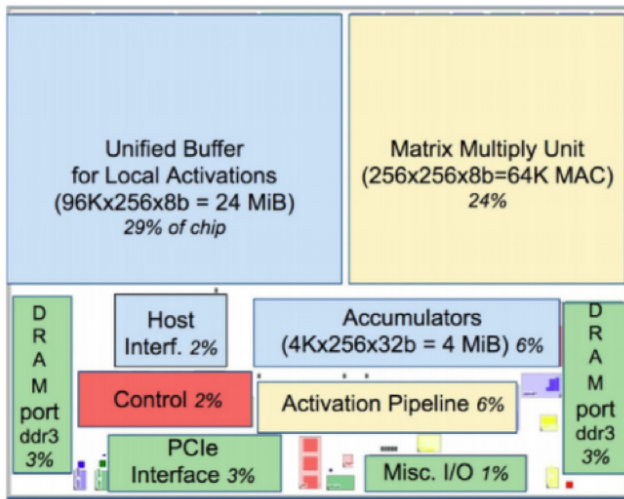 Unified Buffer
for Local Activations
(96Kx256x8b = 24 MiB)
29% of chip
Matrix Multiply Unit
(256x256x8b=64K MAC)
24%
D
R
A
M
port
ddr3
3%
Host
Interf. 2%
Accumulators
(4Kx256x32b = 4 MiB) 6%
D
R
A
M
port
ddr3
3%
Control 2%
Activation Pipeline 6%
PCIe
Interface 3%
Misc. I/O 1%